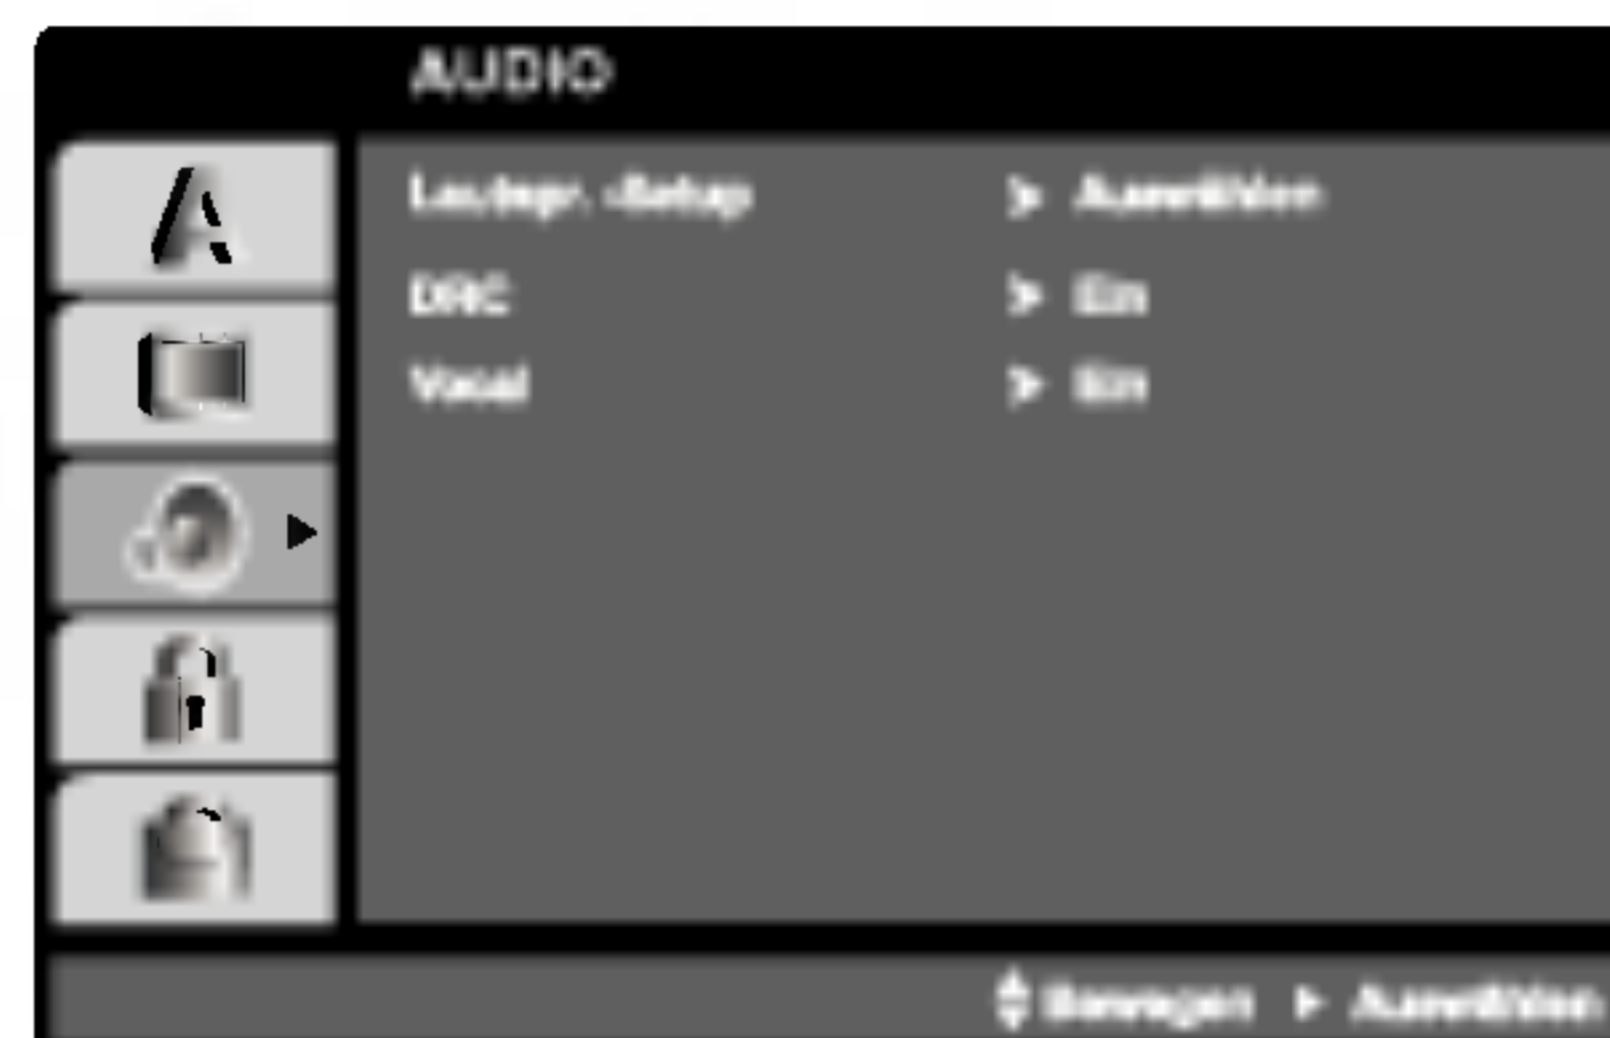 AUDIO
Lautspr. -Setup > Auswählen
DRC > Ein
Vocal > Ein
Bewegen Auswählen